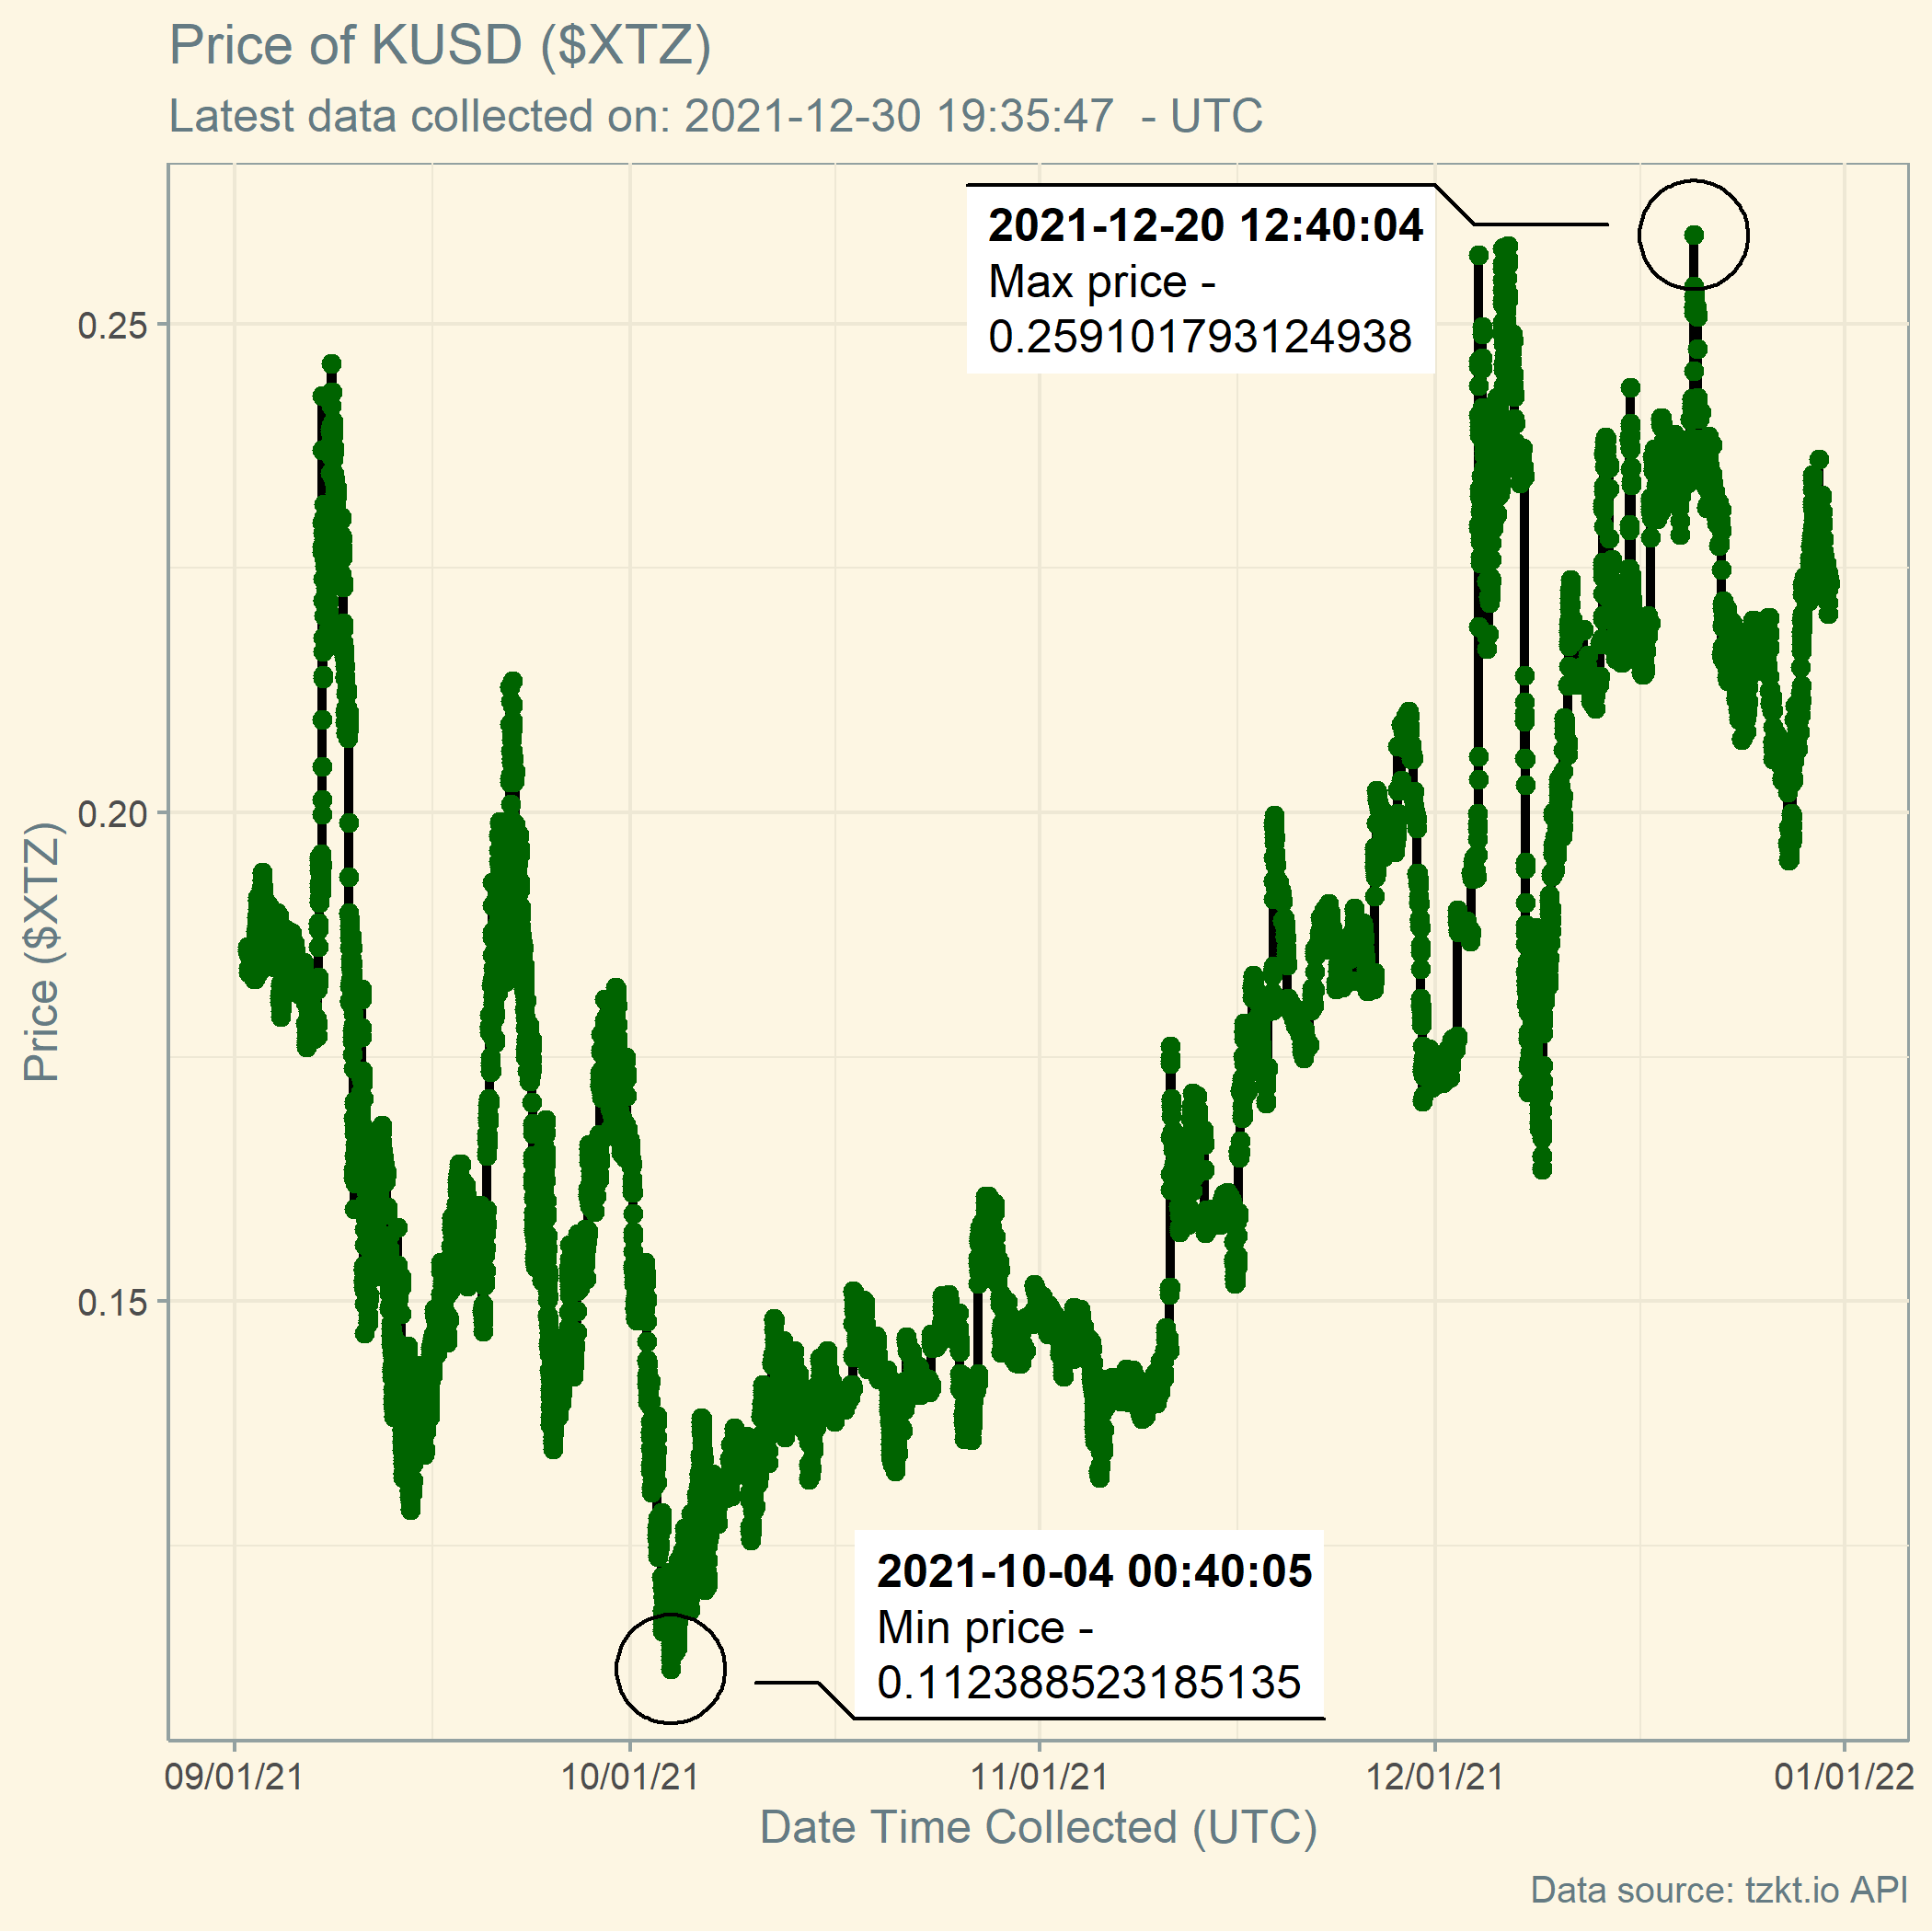 Price of KUSD ($XTZ)
Latest data collected on: 2021-12-30 19:35:47  - UTC
2021-12-20 12:40:04
Max price -
0.259101793124938
0.25
0.20
0.15
Price ($XTZ)
2021-10-04 00:40:05
Min price -
0.112388523185135
09/01/21
10/01/21
11/01/21
12/01/21
01/01/22
Date Time Collected (UTC)
Data source: tzkt.io API